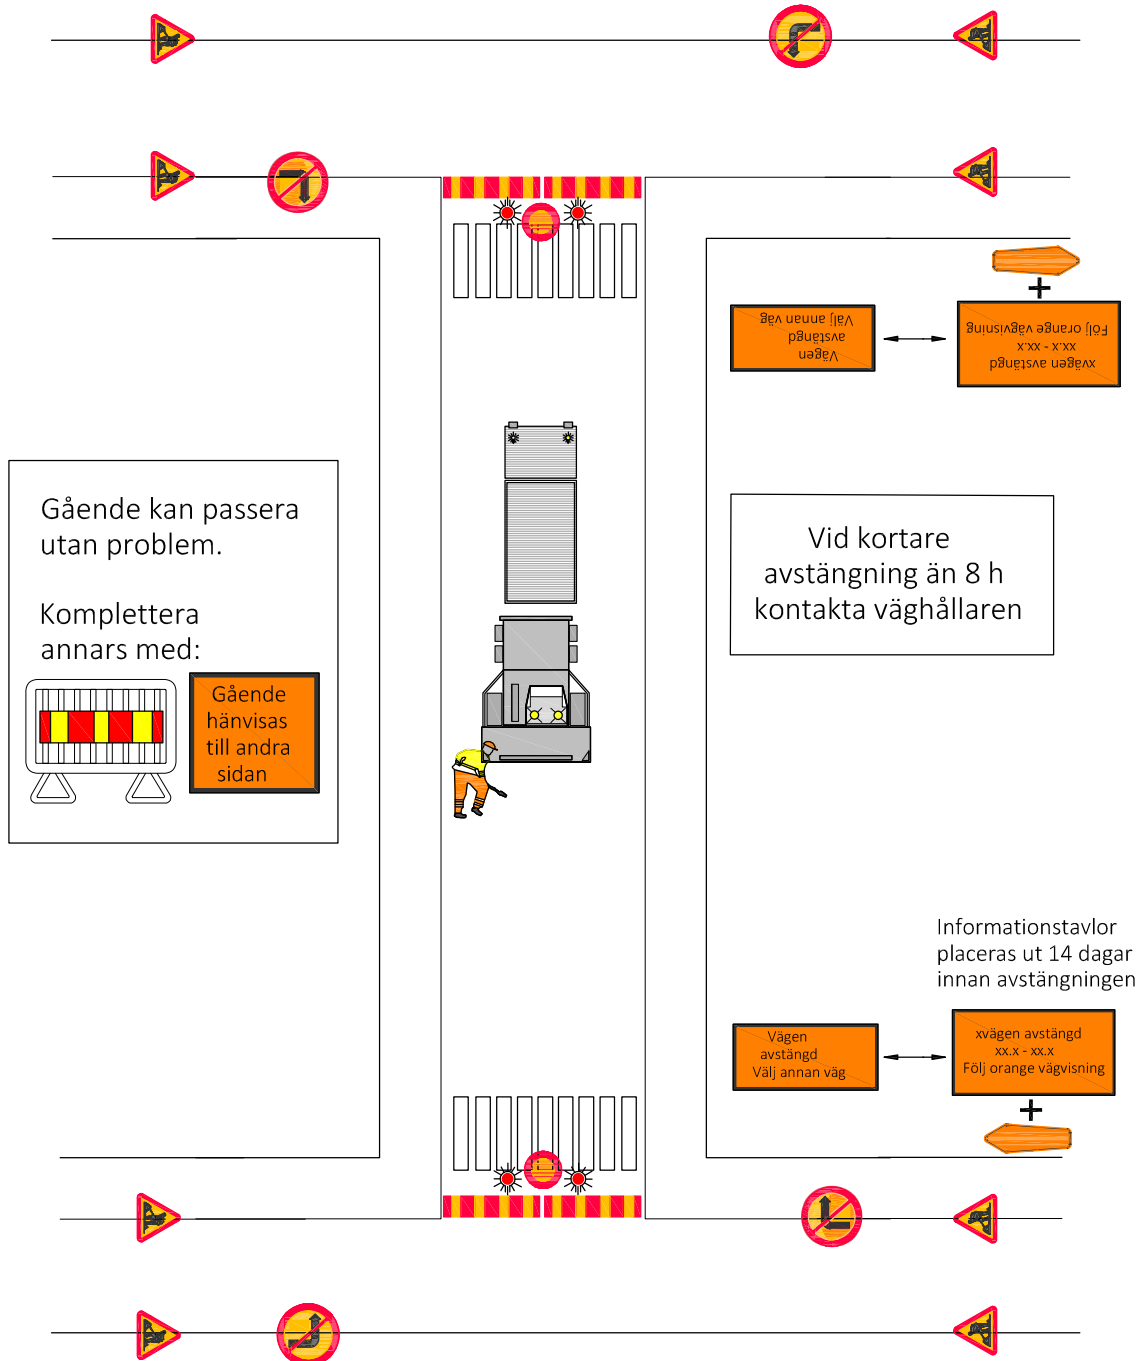 Vägen
avstängd
Välj annan väg
xvägen avstängd
xx.x - xx.x
Följ orange vägvisning
Gående kan passera
utan problem.
Komplettera
annars med:
Gående
hänvisas
till andra
sidan
Vid kortare
avstängning än 8 h
kontakta väghållaren
Informationstavlor
placeras ut 14 dagar
innan avstängningen
Vägen
avstängd
Välj annan väg
xvägen avstängd
xx.x - xx.x
Följ orange vägvisning